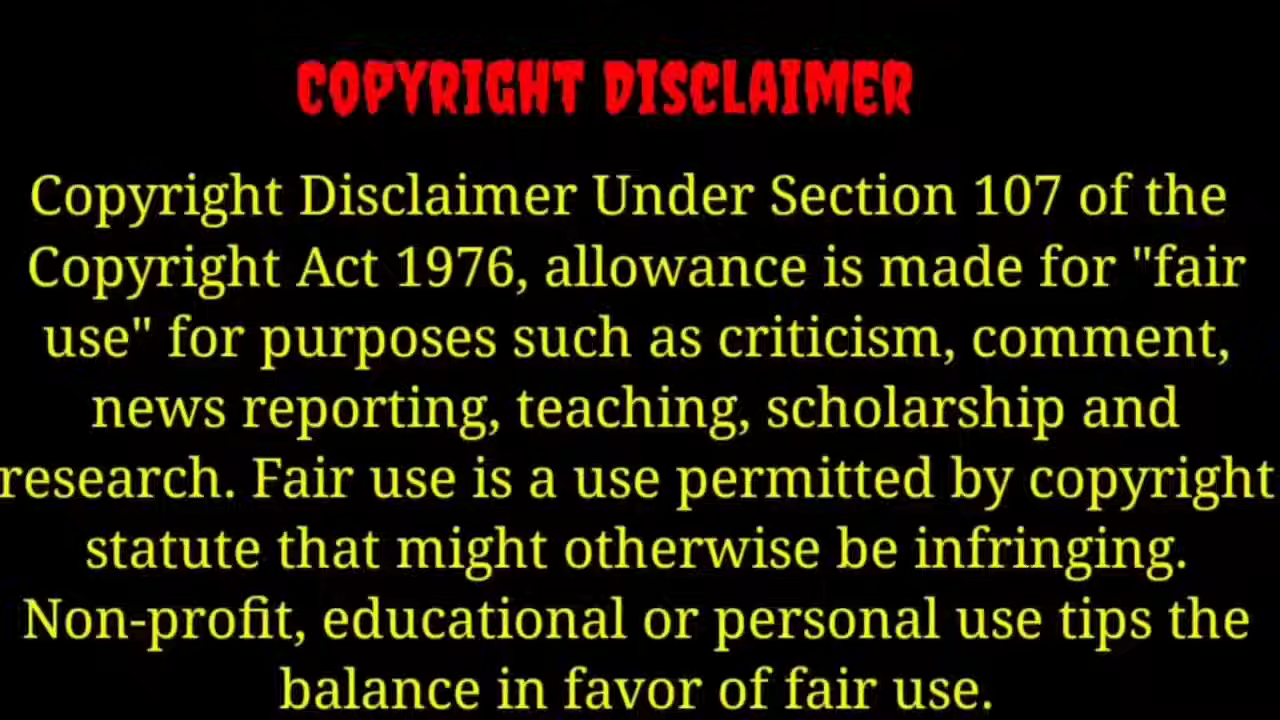 COPYRIGHT DISCLAIMER
Copyright Disclaimer Under Section 107 of the
Copyright Act 1976, allowance is made for "fair
use" for purposes such as criticism, comment,
news reporting, teaching, scholarship and
research. Fair use is a use permitted by copyright
statute that might otherwise be infringing.
Non-profit, educational or personal use tips the
balance in favor of fair use.